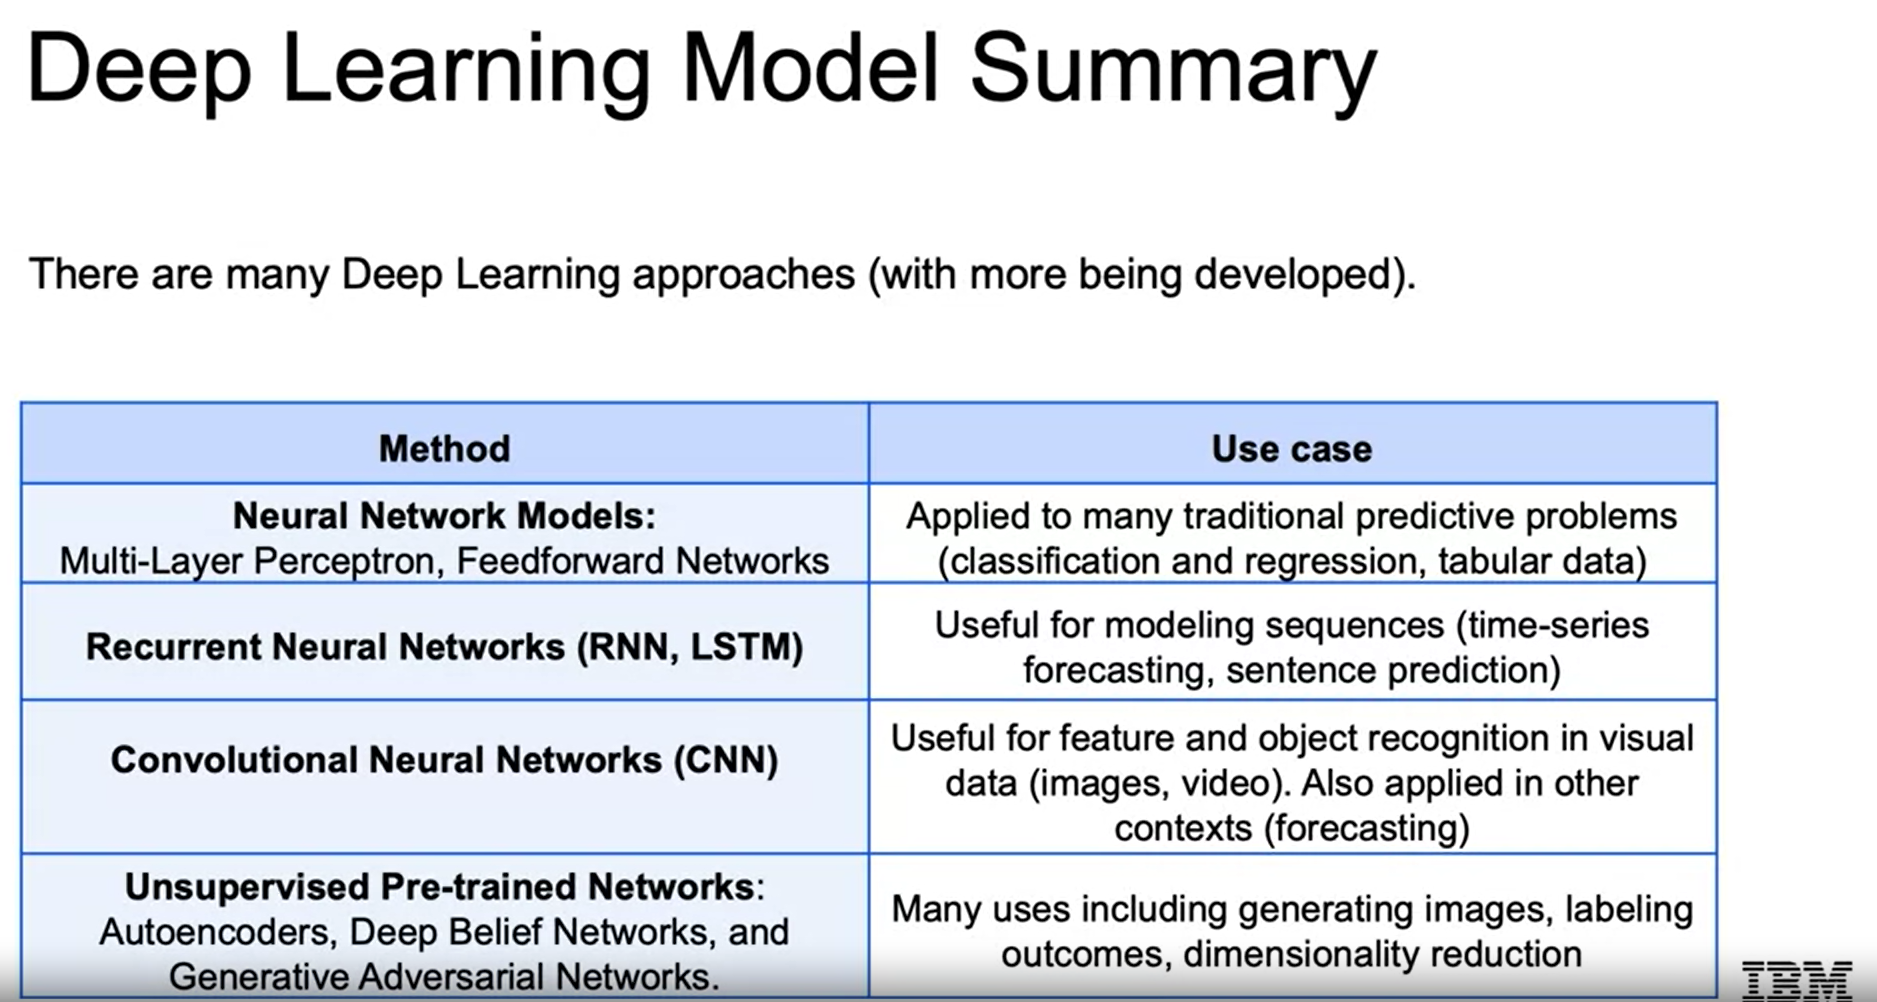 Deep Learning Model Summary
There are many Deep Learning approaches (with more being developed).
Method
Use case
Neural Network Models:
Multi-Layer Perceptron, Feedforward Networks
Applied to many traditional predictive problems
(classification and regression, tabular data)
Recurrent Neural Networks (RNN, LSTM)
Useful for modeling sequences (time-series
forecasting, sentence prediction)
Convolutional Neural Networks (CNN)
Useful for feature and object recognition in visual
data (images, video). Also applied in other
contexts (forecasting)
Unsupervised Pre-trained Networks:
Autoencoders, Deep Belief Networks, and
Generative Adversarial Networks.
Many uses including generating images, labeling
outcomes, dimensionality reduction
IBM